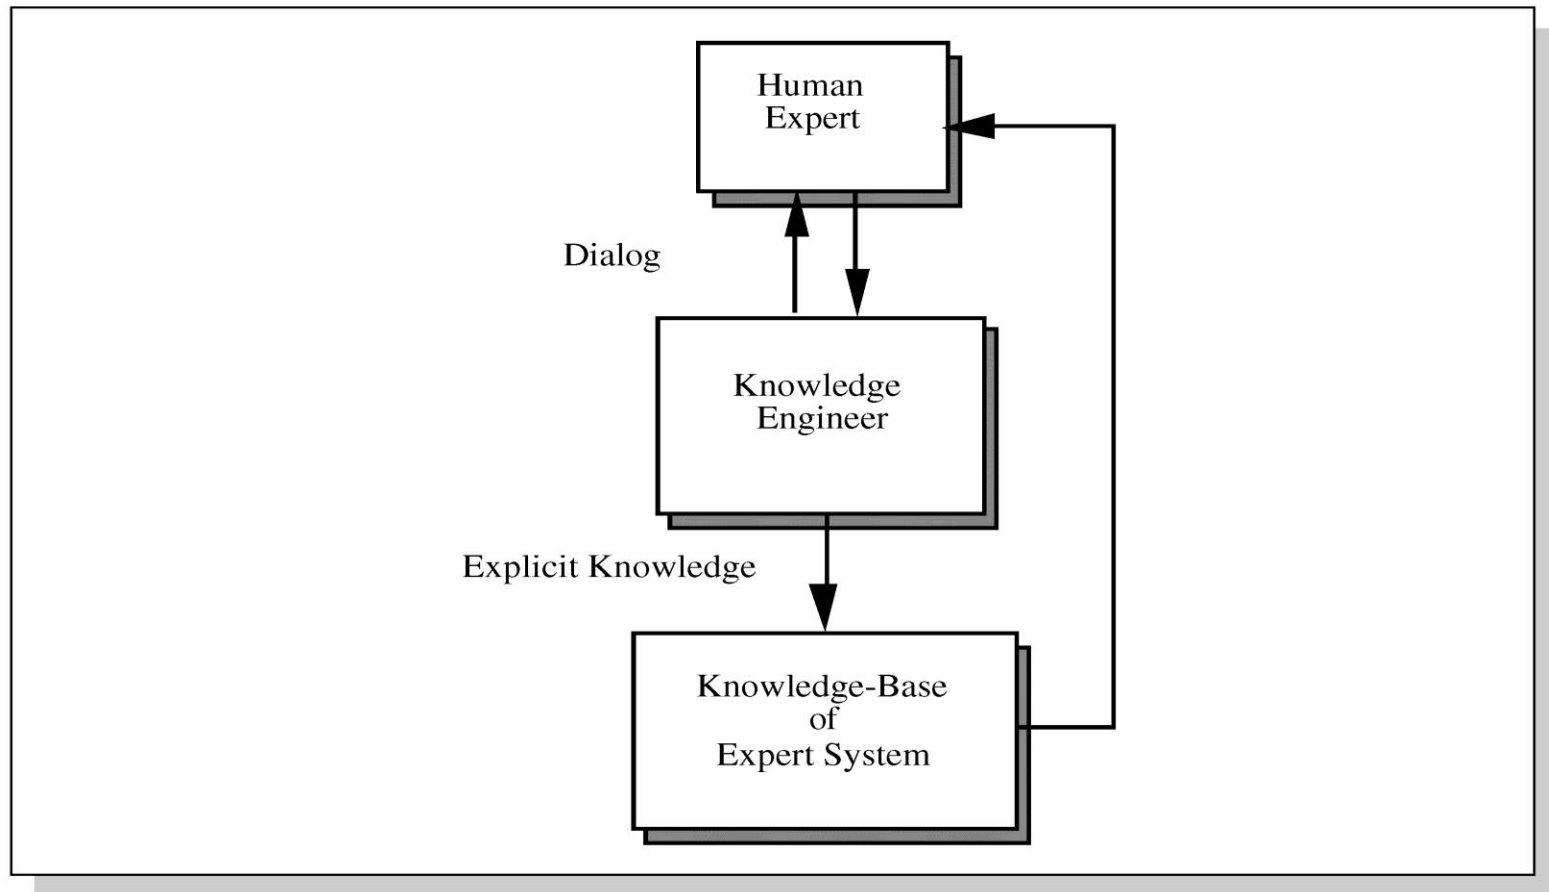 Human
Expert
Dialog
Knowledge
Engineer
Explicit Knowledge
Knowledge-Base
of
Expert System